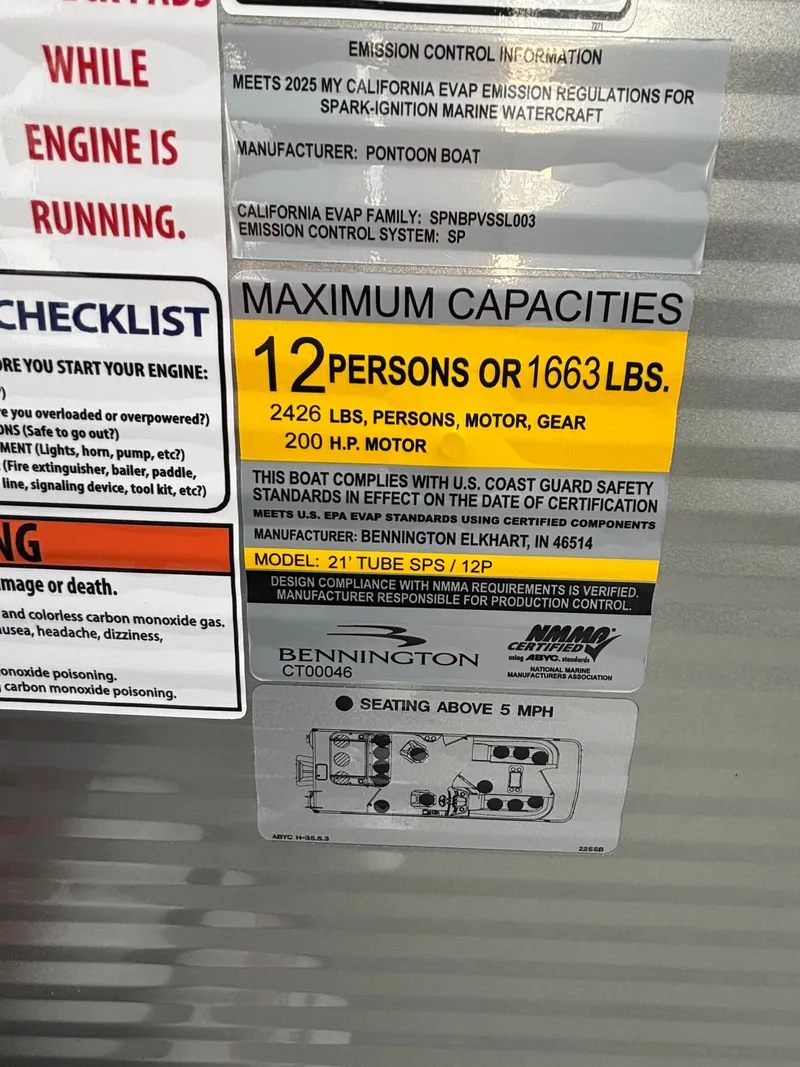 WHILE
ENGINE IS
RUNNING.
CHECKLIST
RE YOU START YOUR ENGINE:
?)
e you overloaded or overpowered?)
ONS (Safe to go out?)
MENT (Lights, horn, pump, etc?)
(Fire extinguisher, bailer, paddle,
line, signaling device, tool kit, etc?)
NG
mage or death.
and colorless carbon monoxide gas.
usea, headache, dizziness,
onoxide poisoning.
carbon monoxide poisoning.
7271
EMISSION CONTROL INFORMATION
MEETS 2025 MY CALIFORNIA EVAP EMISSION REGULATIONS FOR
SPARK-IGNITION MARINE WATERCRAFT
MANUFACTURER: PONTOON BOAT
CALIFORNIA EVAP FAMILY: SPNBPVSSL003
EMISSION CONTROL SYSTEM: SP
MAXIMUM CAPACITIES
12 PERSONS OR 1663 LBS.
2426 LBS, PERSONS, MOTOR, GEAR
200 H.P. MOTOR
THIS BOAT COMPLIES WITH U.S. COAST GUARD SAFETY
STANDARDS IN EFFECT ON THE DATE OF CERTIFICATION
MEETS U.S. EPA EVAP STANDARDS USING CERTIFIED COMPONENTS
MANUFACTURER: BENNINGTON ELKHART, IN 46514
MODEL: 21' TUBE SPS / 12P
DESIGN COMPLIANCE WITH NMMA REQUIREMENTS IS VERIFIED.
MANUFACTURER RESPONSIBLE FOR PRODUCTION CONTROL.
BENNINGTON
CT00046
NMMA
CERTIFIED
using ABYC standards
NATIONAL MARINE
MANUFACTURERS ASSOCIATION
SEATING ABOVE 5 MPH
ABYC H-35.5.3
22SSB